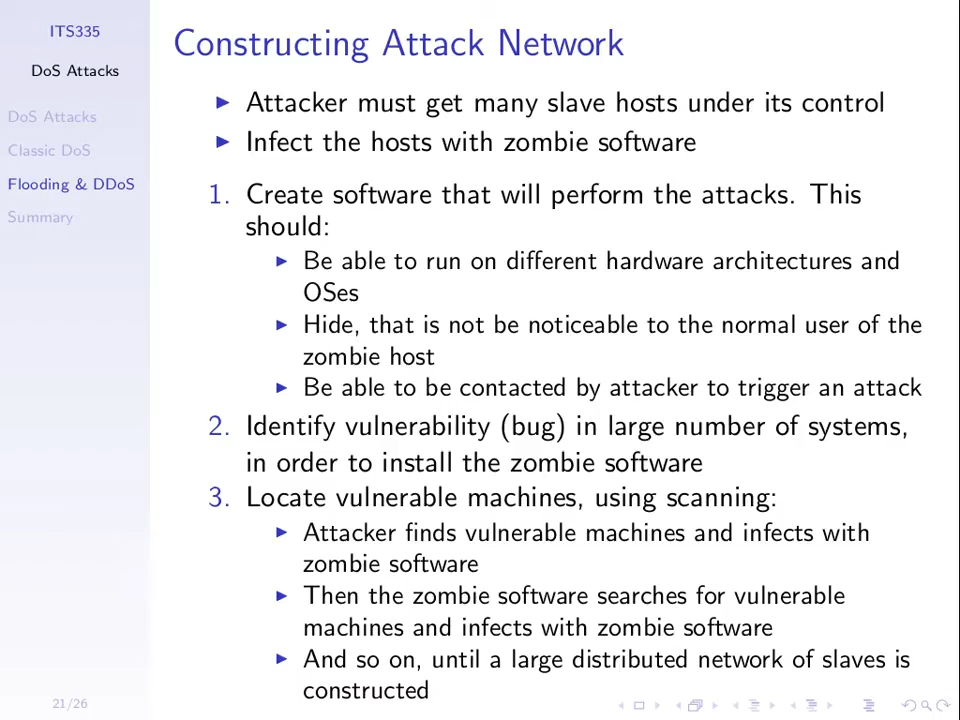 ITS335
DoS Attacks
DoS Attacks
Classic DoS
Flooding & DDoS
Summary
21/26
Constructing Attack Network
▶ Attacker must get many slave hosts under its control
▶ Infect the hosts with zombie software
1. Create software that will perform the attacks. This
should:
▶ Be able to run on different hardware architectures and
OSes
▶ Hide, that is not be noticeable to the normal user of the
zombie host
▶ Be able to be contacted by attacker to trigger an attack
2. Identify vulnerability (bug) in large number of systems,
in order to install the zombie software
3. Locate vulnerable machines, using scanning:
▶ Attacker finds vulnerable machines and infects with
zombie software
▶ Then the zombie software searches for vulnerable
machines and infects with zombie software
▶ And so on, until a large distributed network of slaves is
constructed